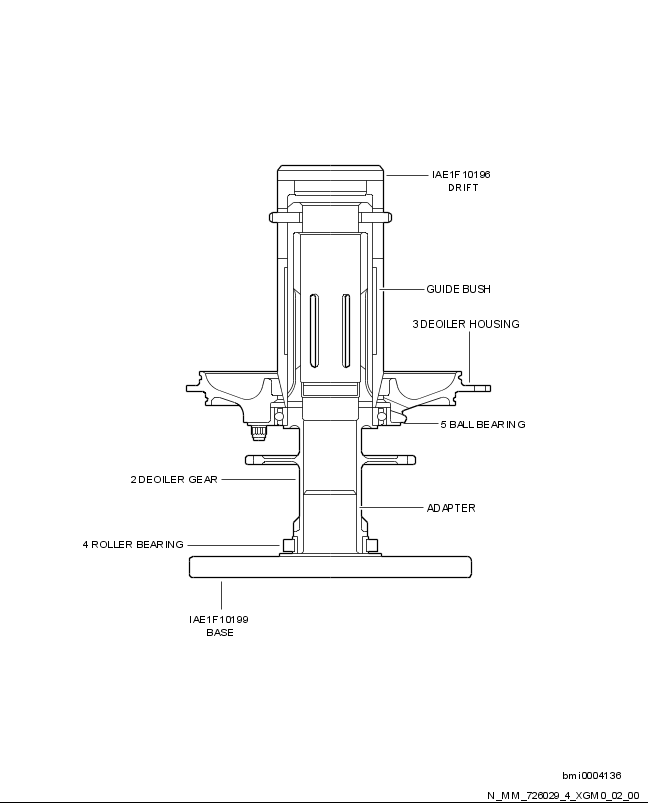 IAE1F10196
DRIFT
GUIDE BUSH
3 DEOILER HOUSING
5 BALL BEARING
2 DEOILER GEAR
ADAPTER
4 ROLLER BEARING
IAE1F10199
BASE
bmi0004136
N_MM_726029_4_XGM0_02_00